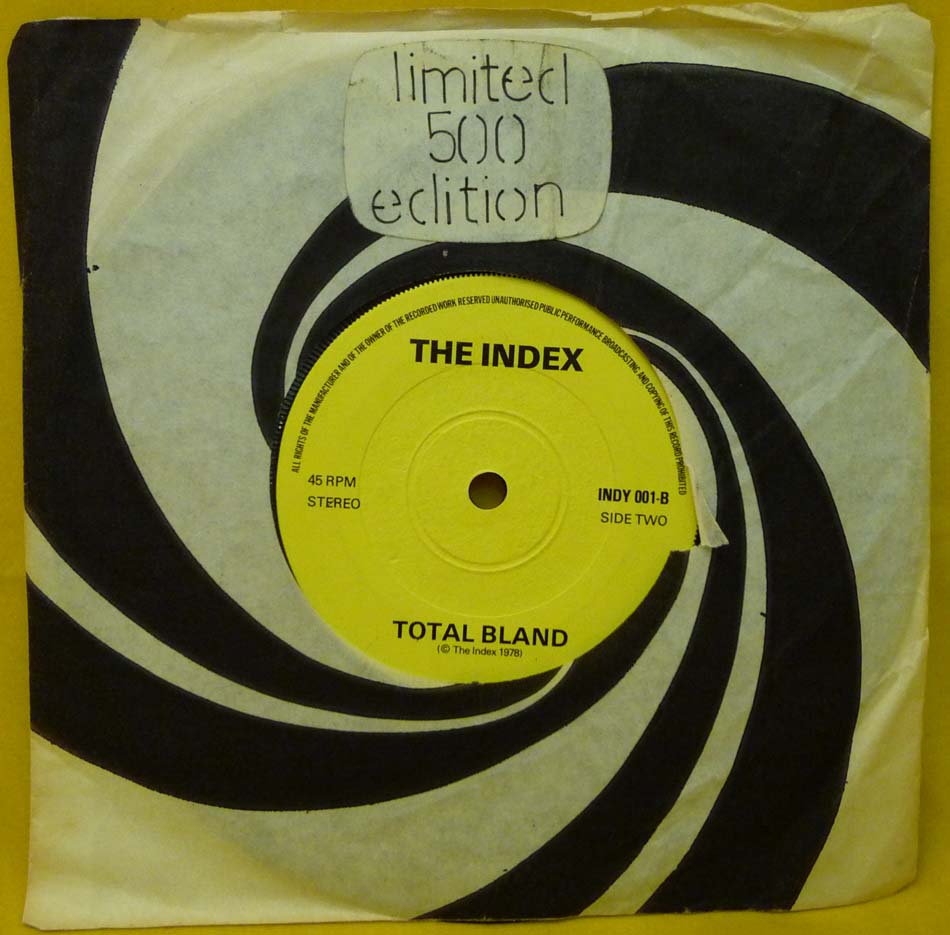 limited
500
edition
ALL RIGHTS OF THE MANUFACTURER AND OF THE OWNER OF THE RECORDED WORK RESERVED UNAUTHORISED PUBLIC PERFORMANCE BROADCASTING AND COPYING OF THIS RECORD PROHIBITED
THE INDEX
45 RPM
STEREO
INDY 001-B
SIDE TWO
TOTAL BLAND
(© The Index 1978)